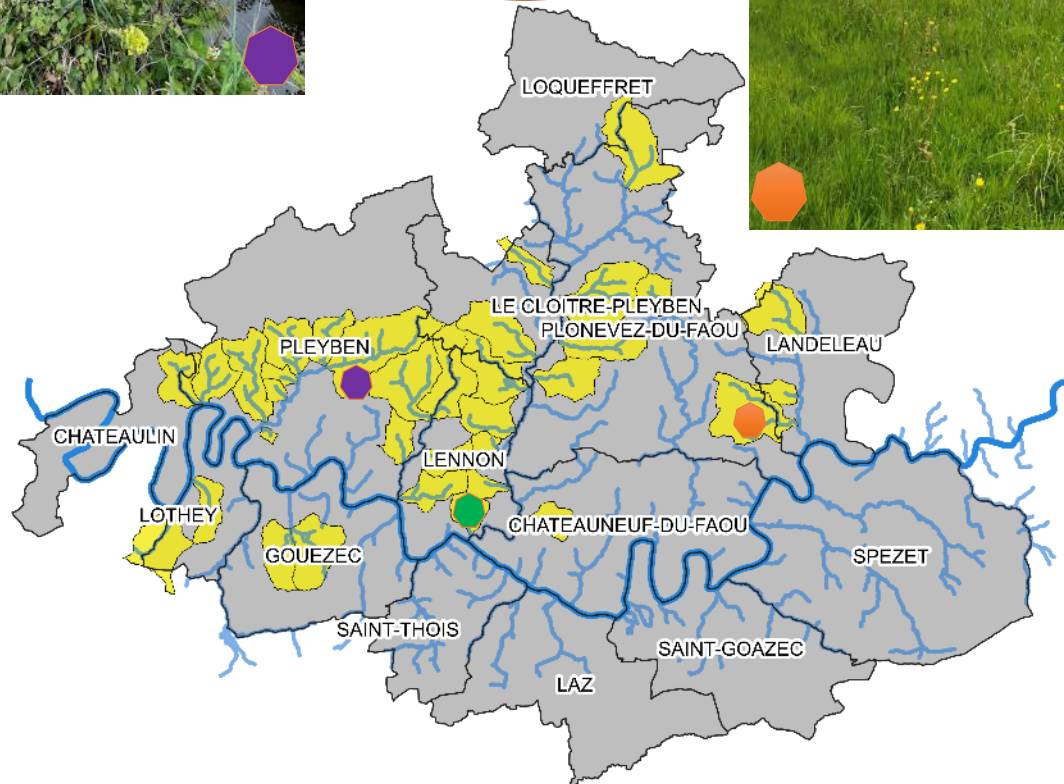 LOQUEFFRET
LE CLOITRE-PLEYBEN
PLONEVEZ-DU-FAOU
PLEYBEN
LANDELEAU
CHATEAULIN
LENNON
LOTHEY
CHATEAUNEUF-DU-FAOU
GOUEZEC
SPEZET
SAINT-THOIS
SAINT-GOAZEC
LAZ